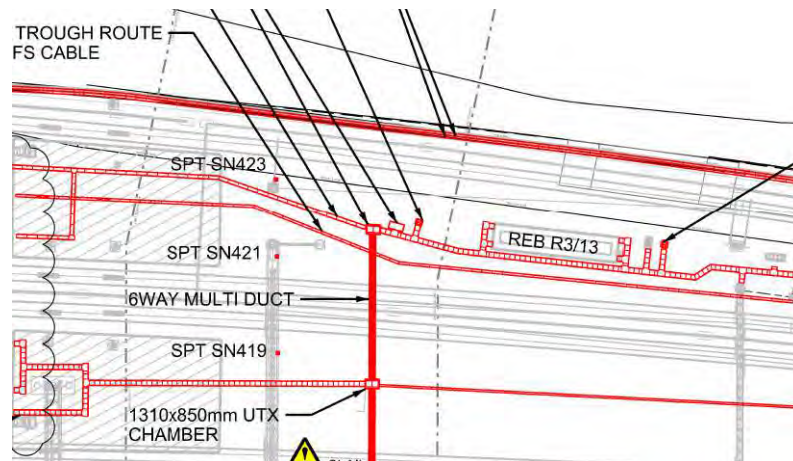 TROUGH ROUTE
FS CABLE
SPT SN423
REB R3/13
SPT SN421
6WAY MULTI DUCT
SPT SN419
1310x850mm UTX
CHAMBER